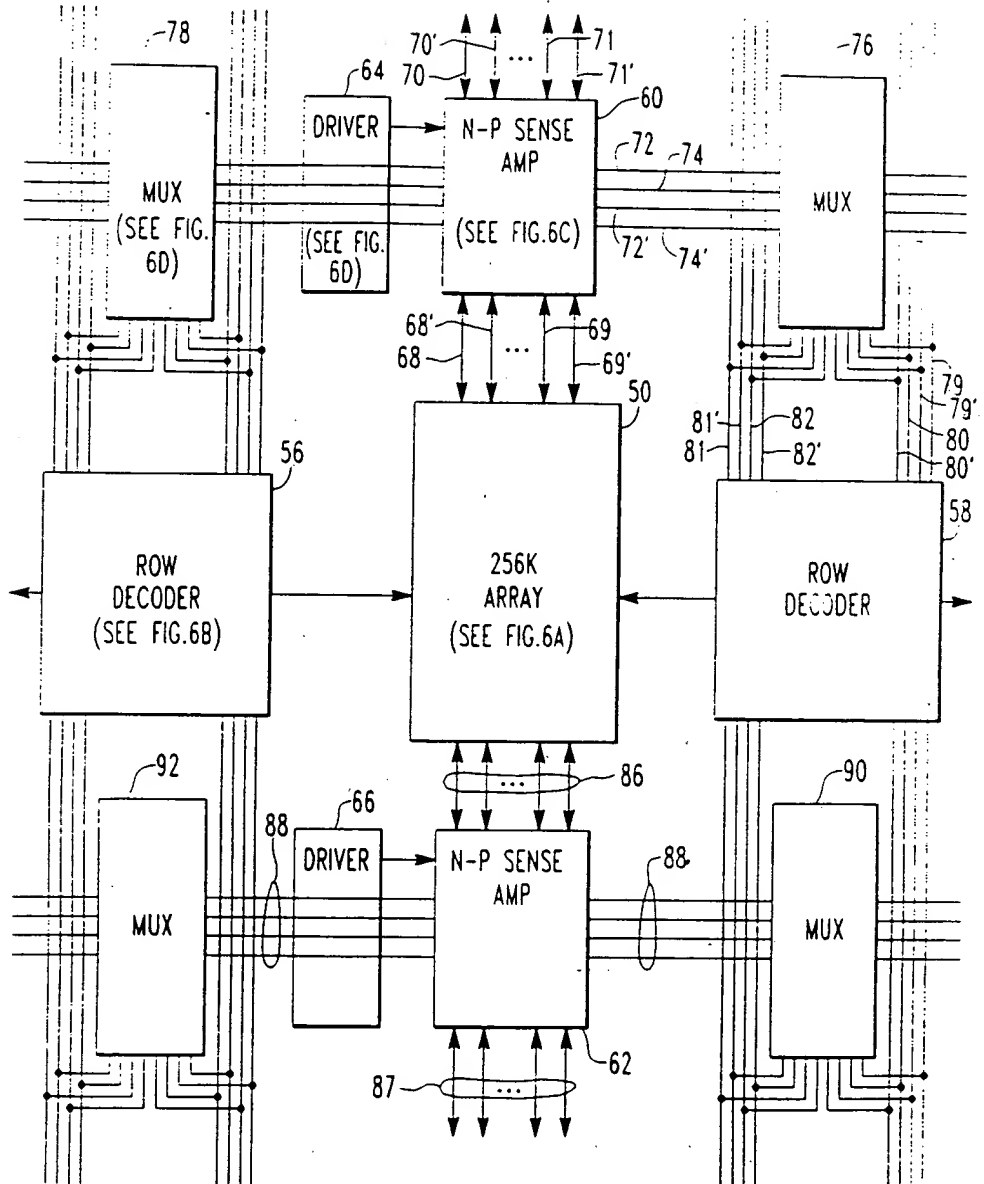 78
70'
70
...
71
71'
76
64
60
DRIVER
N-P SENSE
AMP
72
74
MUX
(SEE FIG.
6D)
(SEE FIG.
6D)
(SEE FIG.6C)
72'
74'
MUX
68'
68
...
69
69'
79
79'
80
80'
81'
81
82
82'
50
56
58
ROW
DECODER
(SEE FIG.6B)
256K
ARRAY
(SEE FIG.6A)
ROW
DECODER
92
86
...
90
88
66
DRIVER
N-P SENSE
AMP
88
MUX
MUX
62
87
...